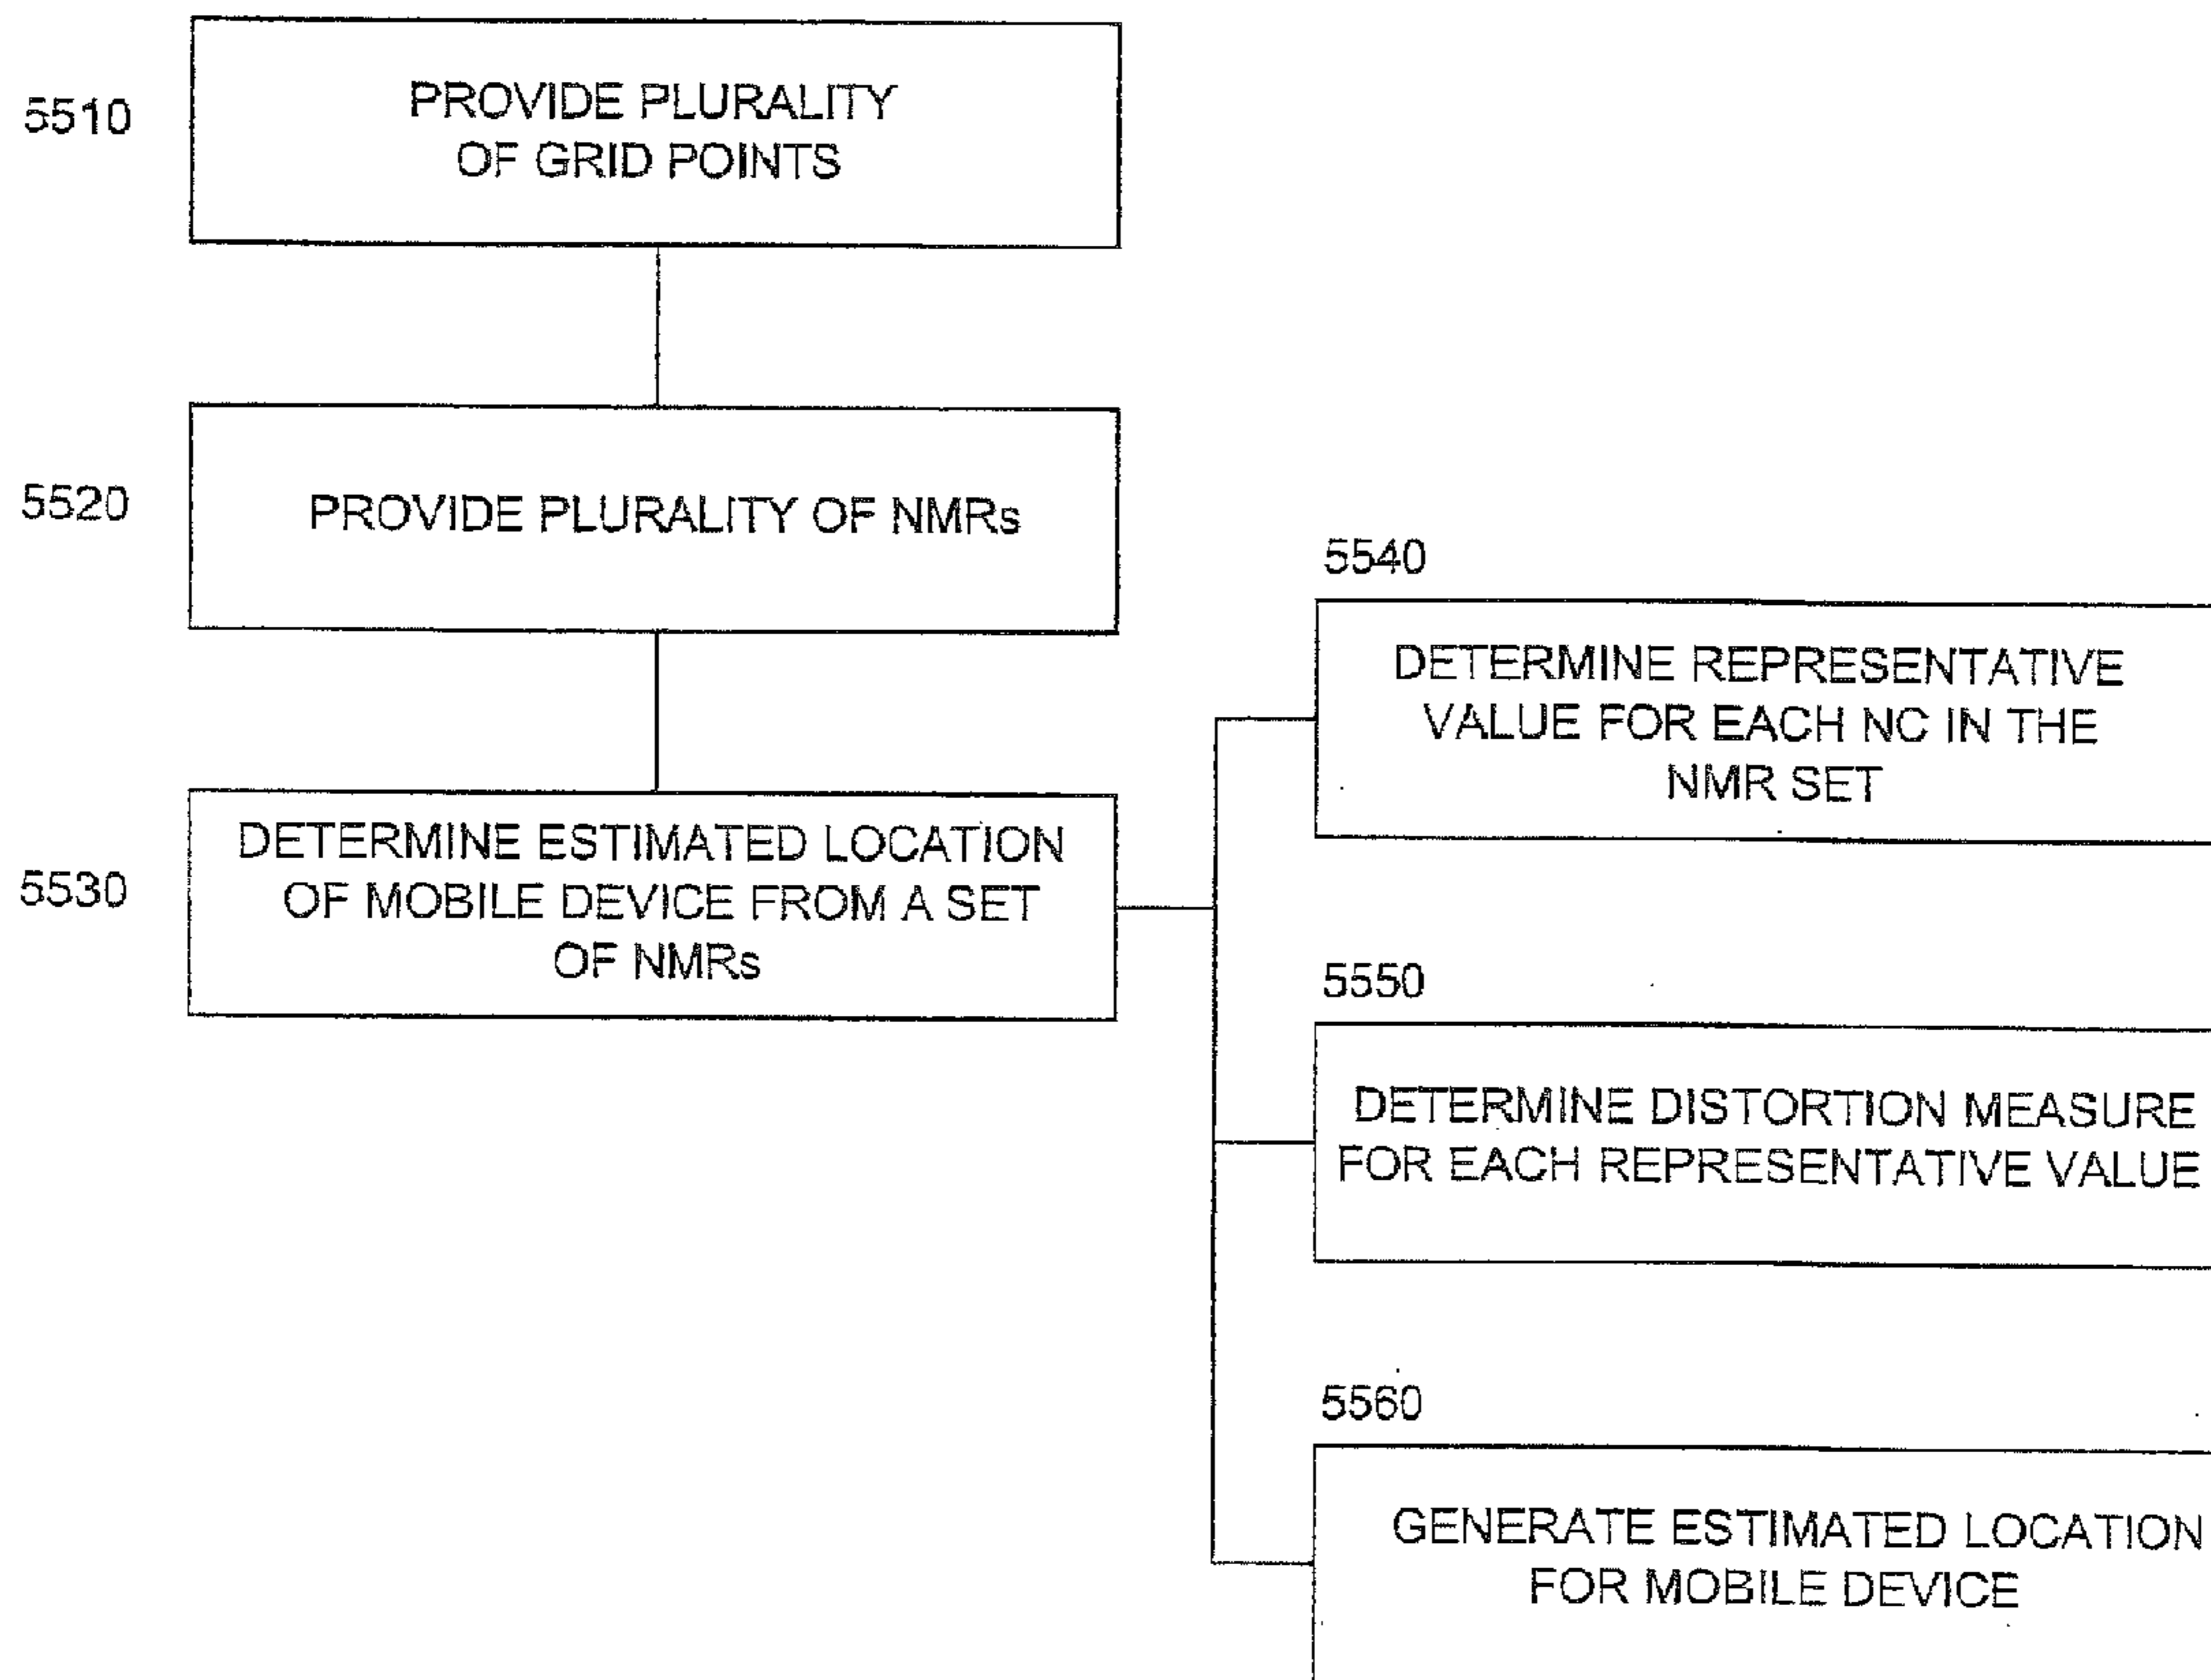 5510
PROVIDE PLURALITY
OF GRID POINTS
5520
PROVIDE PLURALITY OF NMRs
5530
DETERMINE ESTIMATED LOCATION
OF MOBILE DEVICE FROM A SET
OF NMRs
5540
DETERMINE REPRESENTATIVE
VALUE FOR EACH NC IN THE
NMR SET
5550
DETERMINE DISTORTION MEASURE
FOR EACH REPRESENTATIVE VALUE
5560
GENERATE ESTIMATED LOCATION
FOR MOBILE DEVICE